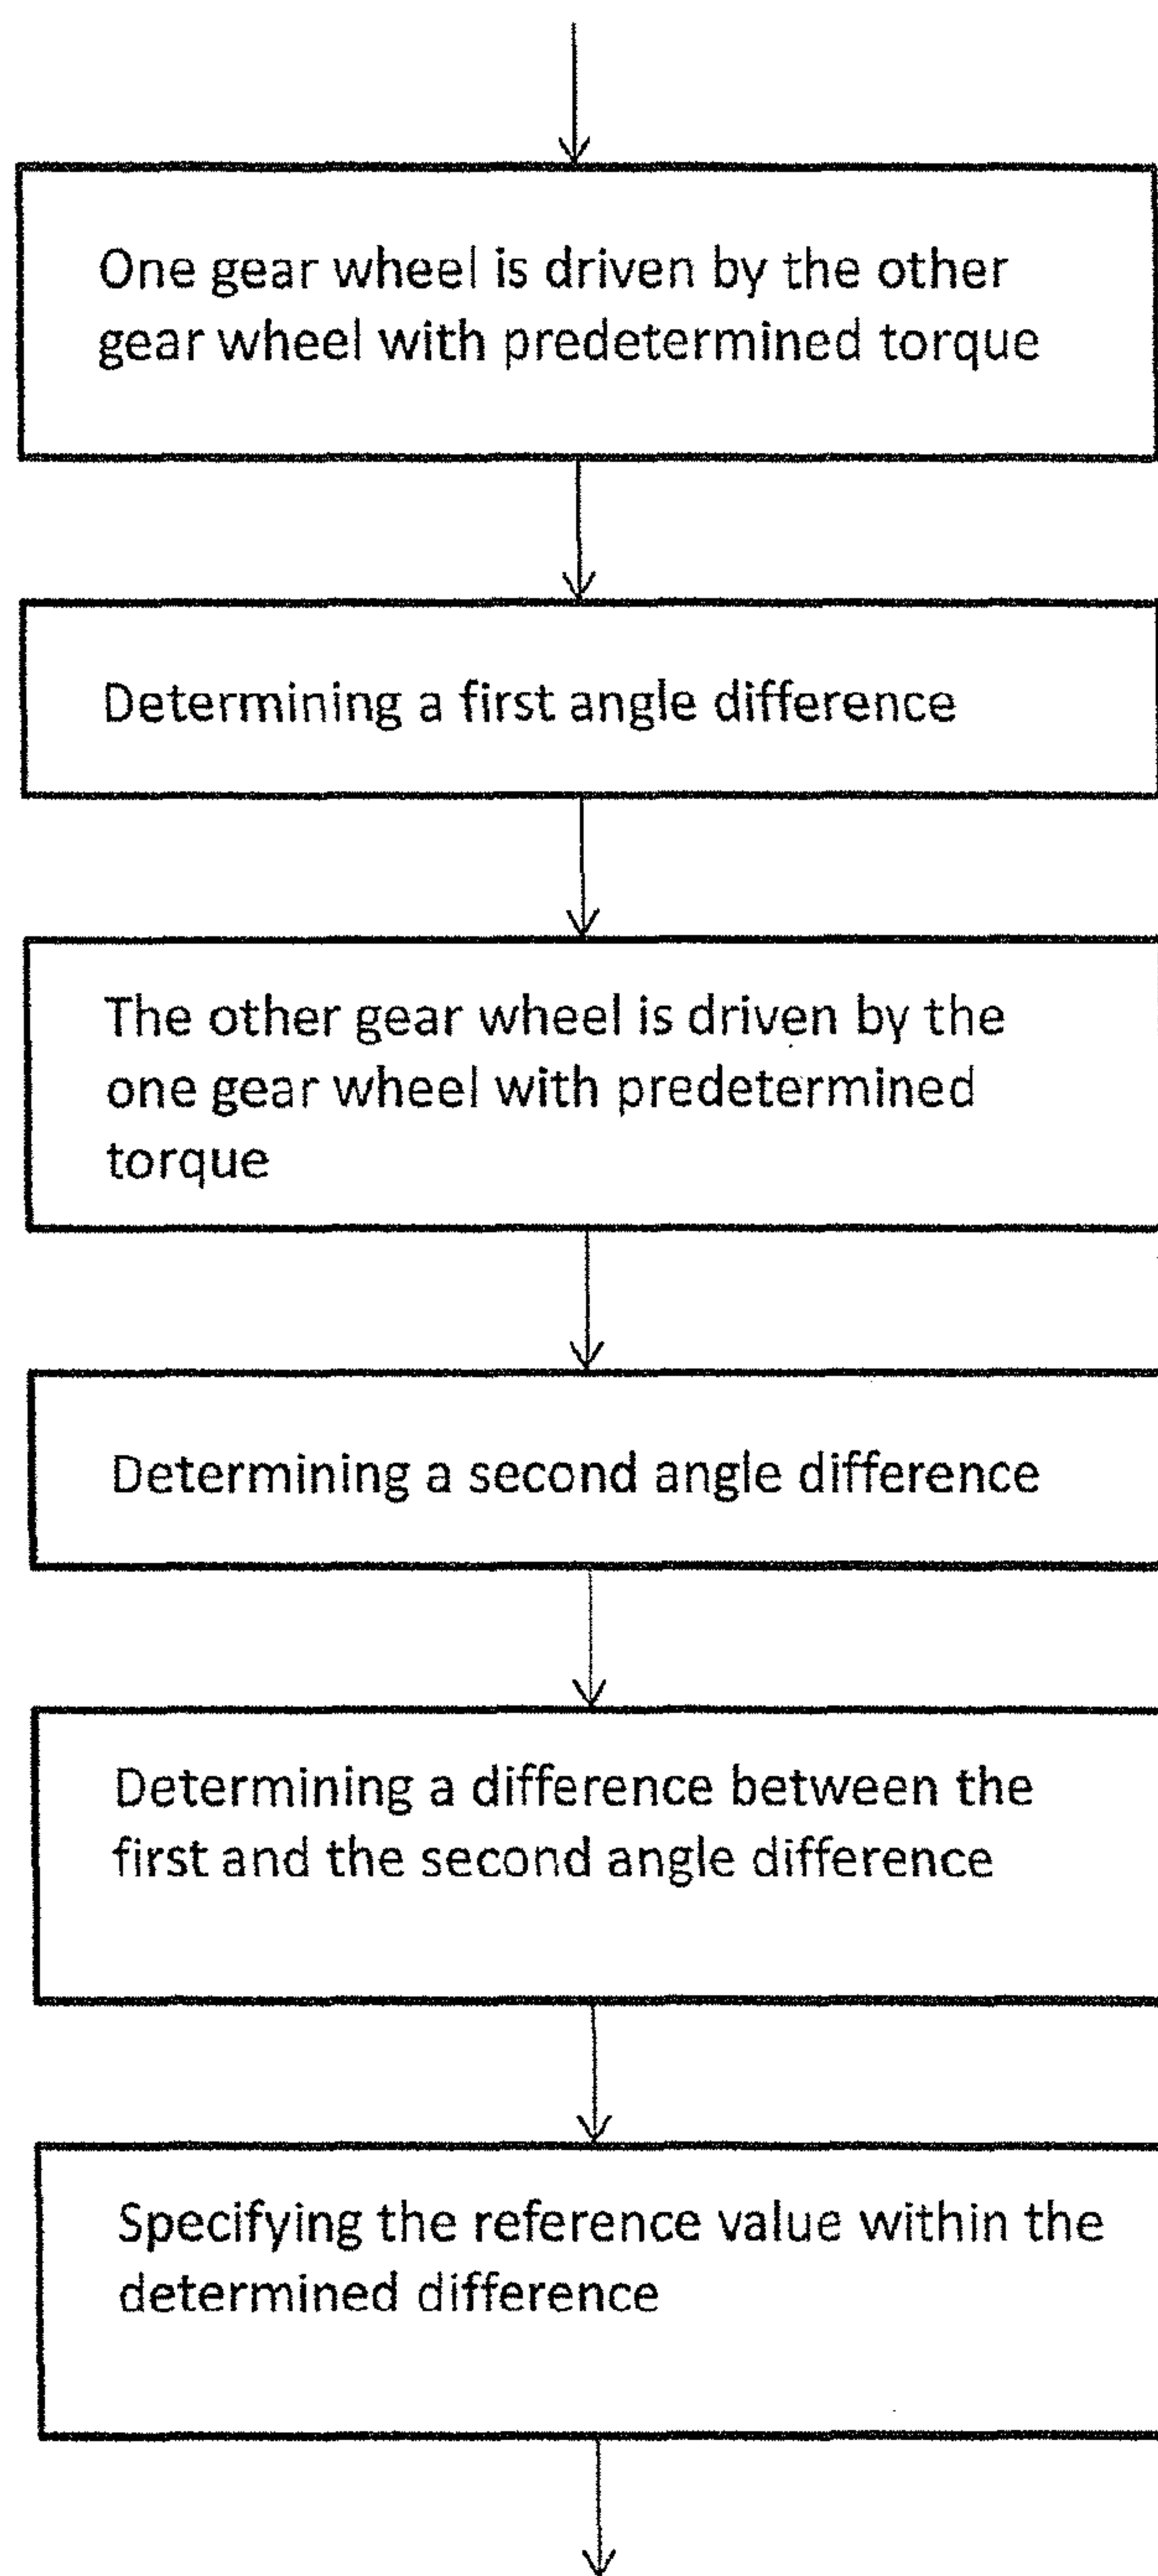 One gear wheel is driven by the other
gear wheel with predetermined torque
Determining a first angle difference
The other gear wheel is driven by the
one gear wheel with predetermined
torque
Determining a second angle difference
Determining a difference between the
first and the second angle difference
Specifying the reference value within the
determined difference